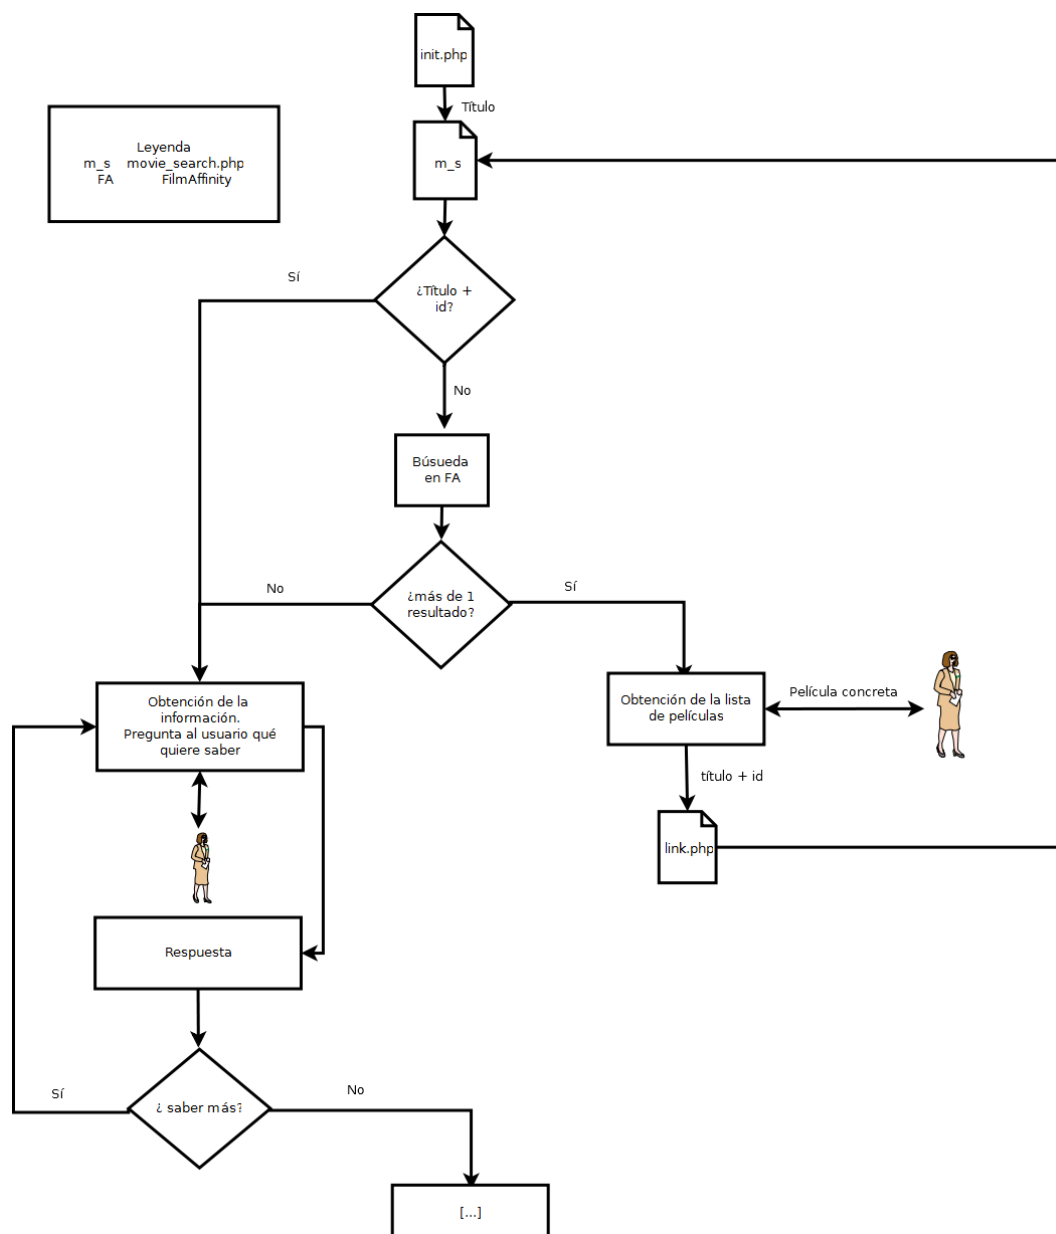 init.php
Título
Leyenda
m_s movie_search.php
FA FilmAffinity
m_s
Sí
¿Título +
id?
No
Búsueda
en FA
No
¿más de 1
resultado?
Sí
Obtención de la
información.
Pregunta al usuario qué
quiere saber
Obtención de la lista
de películas
Película concreta
título + id
link.php
Respuesta
Sí
¿ saber más?
No
[...]